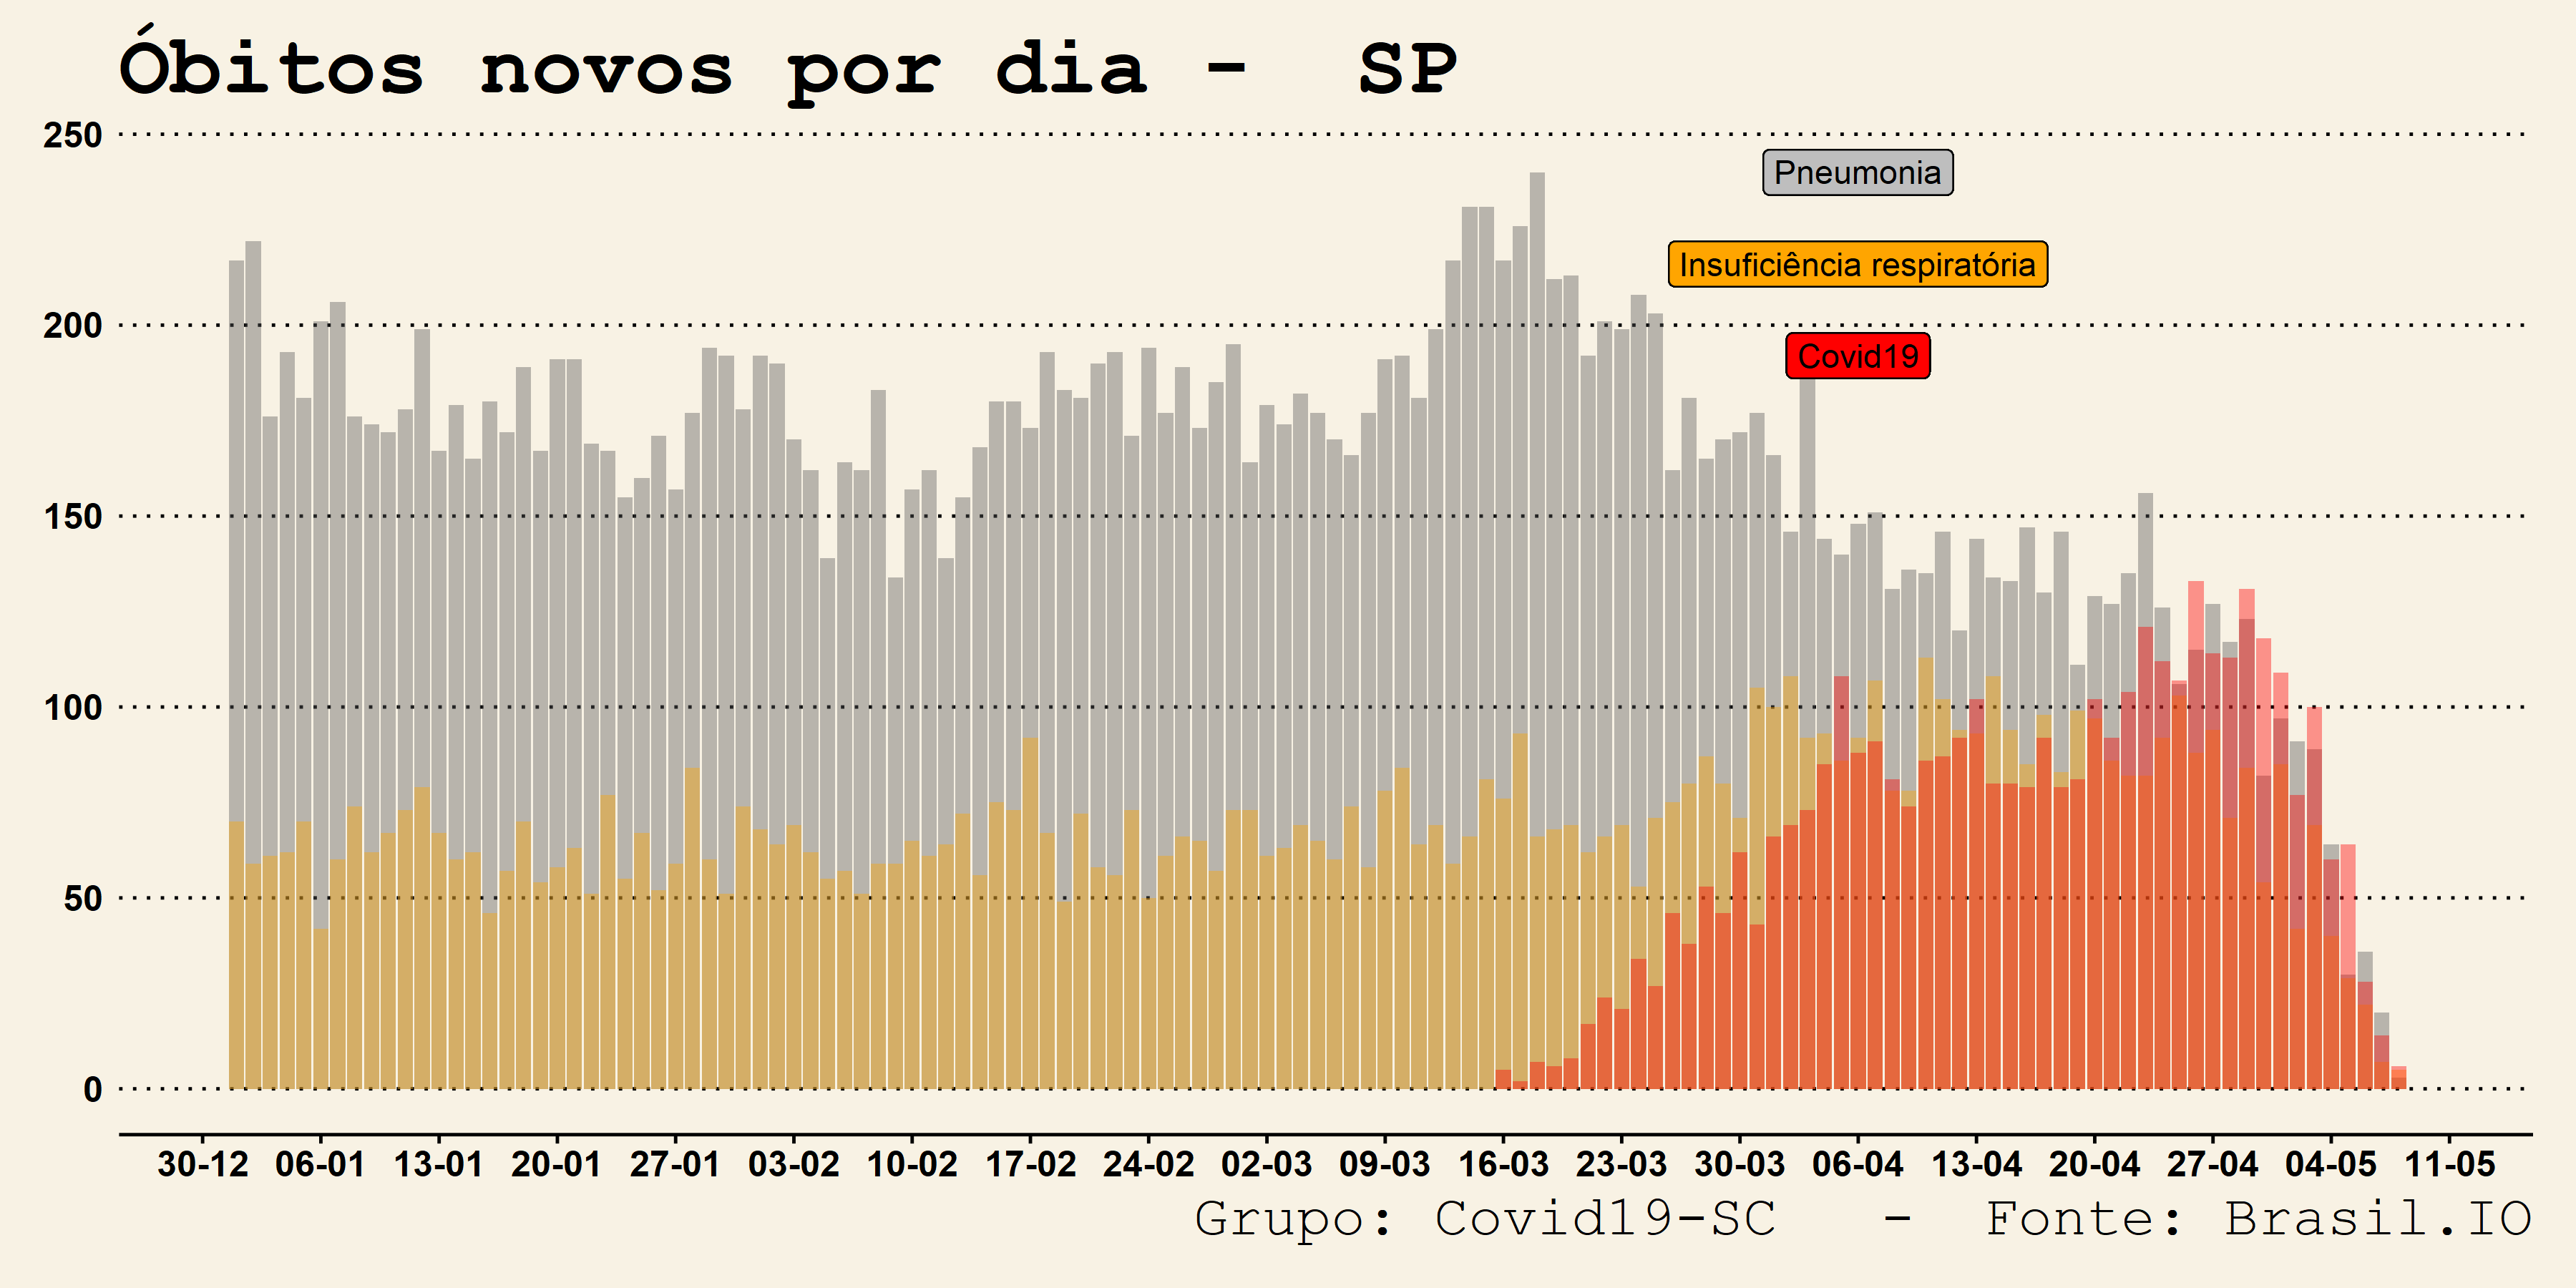 Óbitos novos por dia - SP
250
Pneumonia
Insuficiência respiratória
200
Covid19
150
100
50
0
30-12 06-01 13-01 20-01 27-01 03-02 10-02 17-02 24-02 02-03 09-03 16-03 23-03 30-03 06-04 13-04 20-04 27-04 04-05 11-05
Grupo: Covid19-SC - Fonte: Brasil.IO